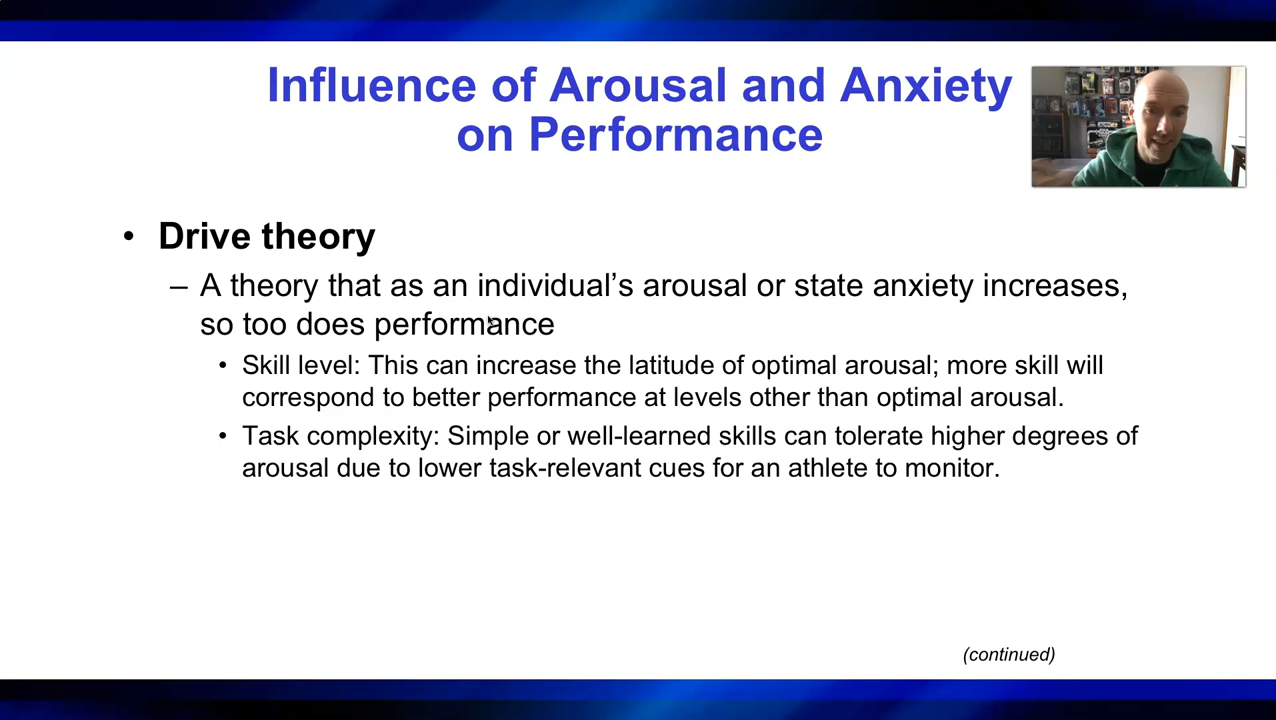 Influence of Arousal and Anxiety
on Performance
• Drive theory
– A theory that as an individual’s arousal or state anxiety increases,
so too does performance
• Skill level: This can increase the latitude of optimal arousal; more skill will
correspond to better performance at levels other than optimal arousal.
• Task complexity: Simple or well-learned skills can tolerate higher degrees of
arousal due to lower task-relevant cues for an athlete to monitor.
(continued)